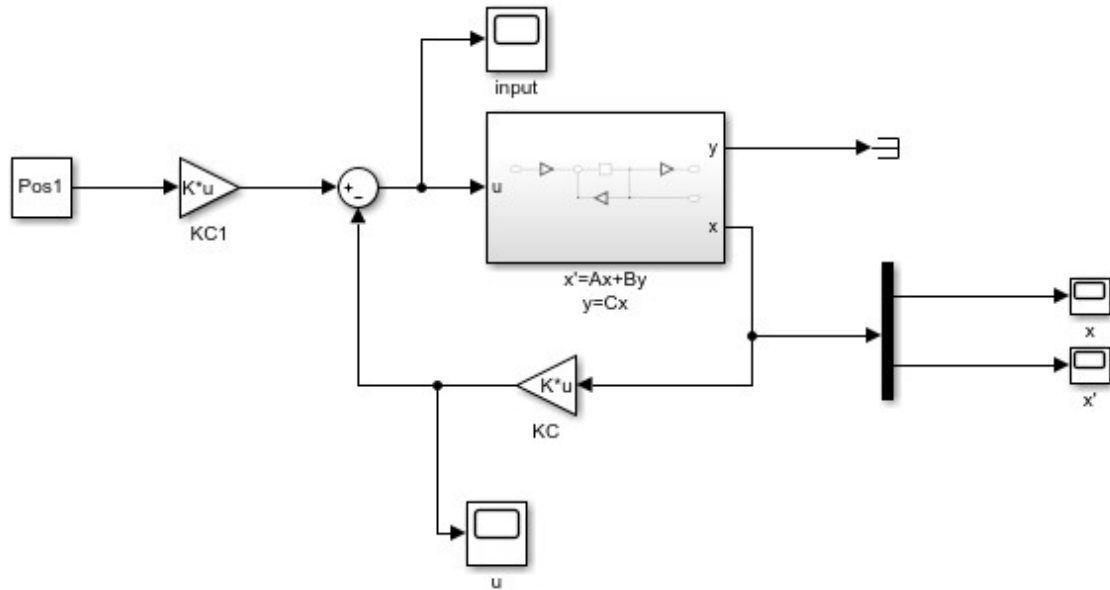 input
Pos1
K*u
KC1
+
−
u
y
x
x'=Ax+By
y=Cx
K*u
KC
x
x'
u